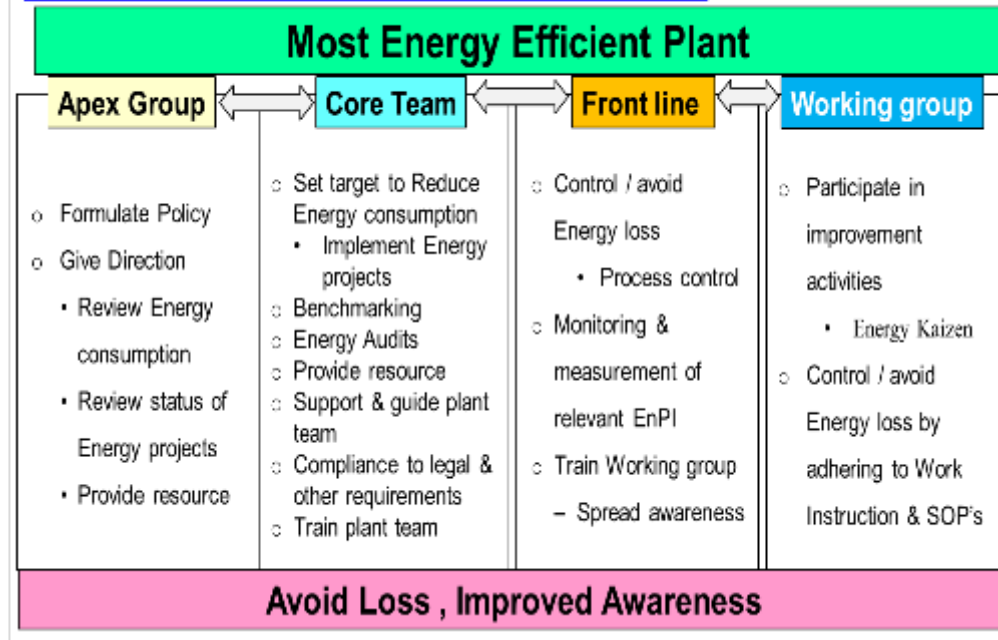 Most Energy Efficient Plant
Apex Group
Core Team
Front line
Working group
○ Formulate Policy
○ Give Direction
• Review Energy
consumption
• Review status of
Energy projects
• Provide resource
○ Set target to Reduce
Energy consumption
• Implement Energy
projects
○ Benchmarking
○ Energy Audits
○ Provide resource
○ Support & guide plant
team
○ Compliance to legal &
other requirements
○ Train plant team
○ Control / avoid
Energy loss
• Process control
○ Monitoring &
measurement of
relevant EnPI
○ Train Working group
– Spread awareness
○ Participate in
improvement
activities
• Energy Kaizen
○ Control / avoid
Energy loss by
adhering to Work
Instruction & SOP's
Avoid Loss , Improved Awareness